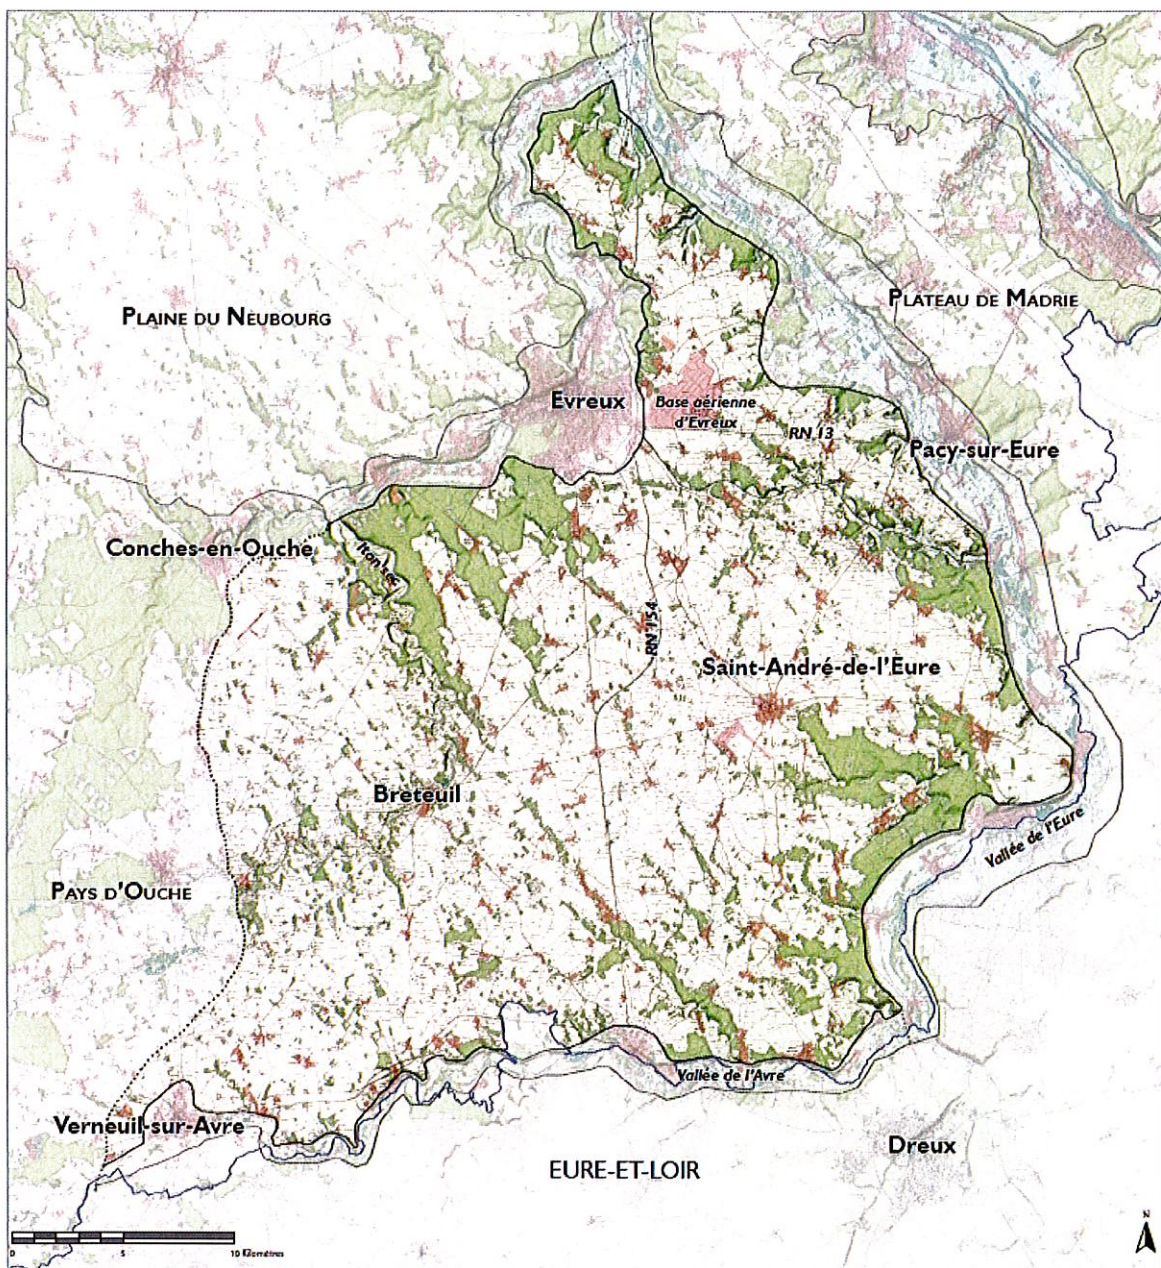 PLAINE DU NEUBOURG
PLATEAU DE MADRIE
Evreux
Base aérienne
d'Evreux
RN 13
Pacy-sur-Eure
Conches-en-Ouche
Iton sec
RN 154
Saint-André-de-l'Eure
Breteuil
Vallée de l'Eure
PAYS D'OUCHE
Vallée de l'Avre
Verneuil-sur-Avre
Dreux
EURE-ET-LOIR
N
0 5 10 Kilomètres